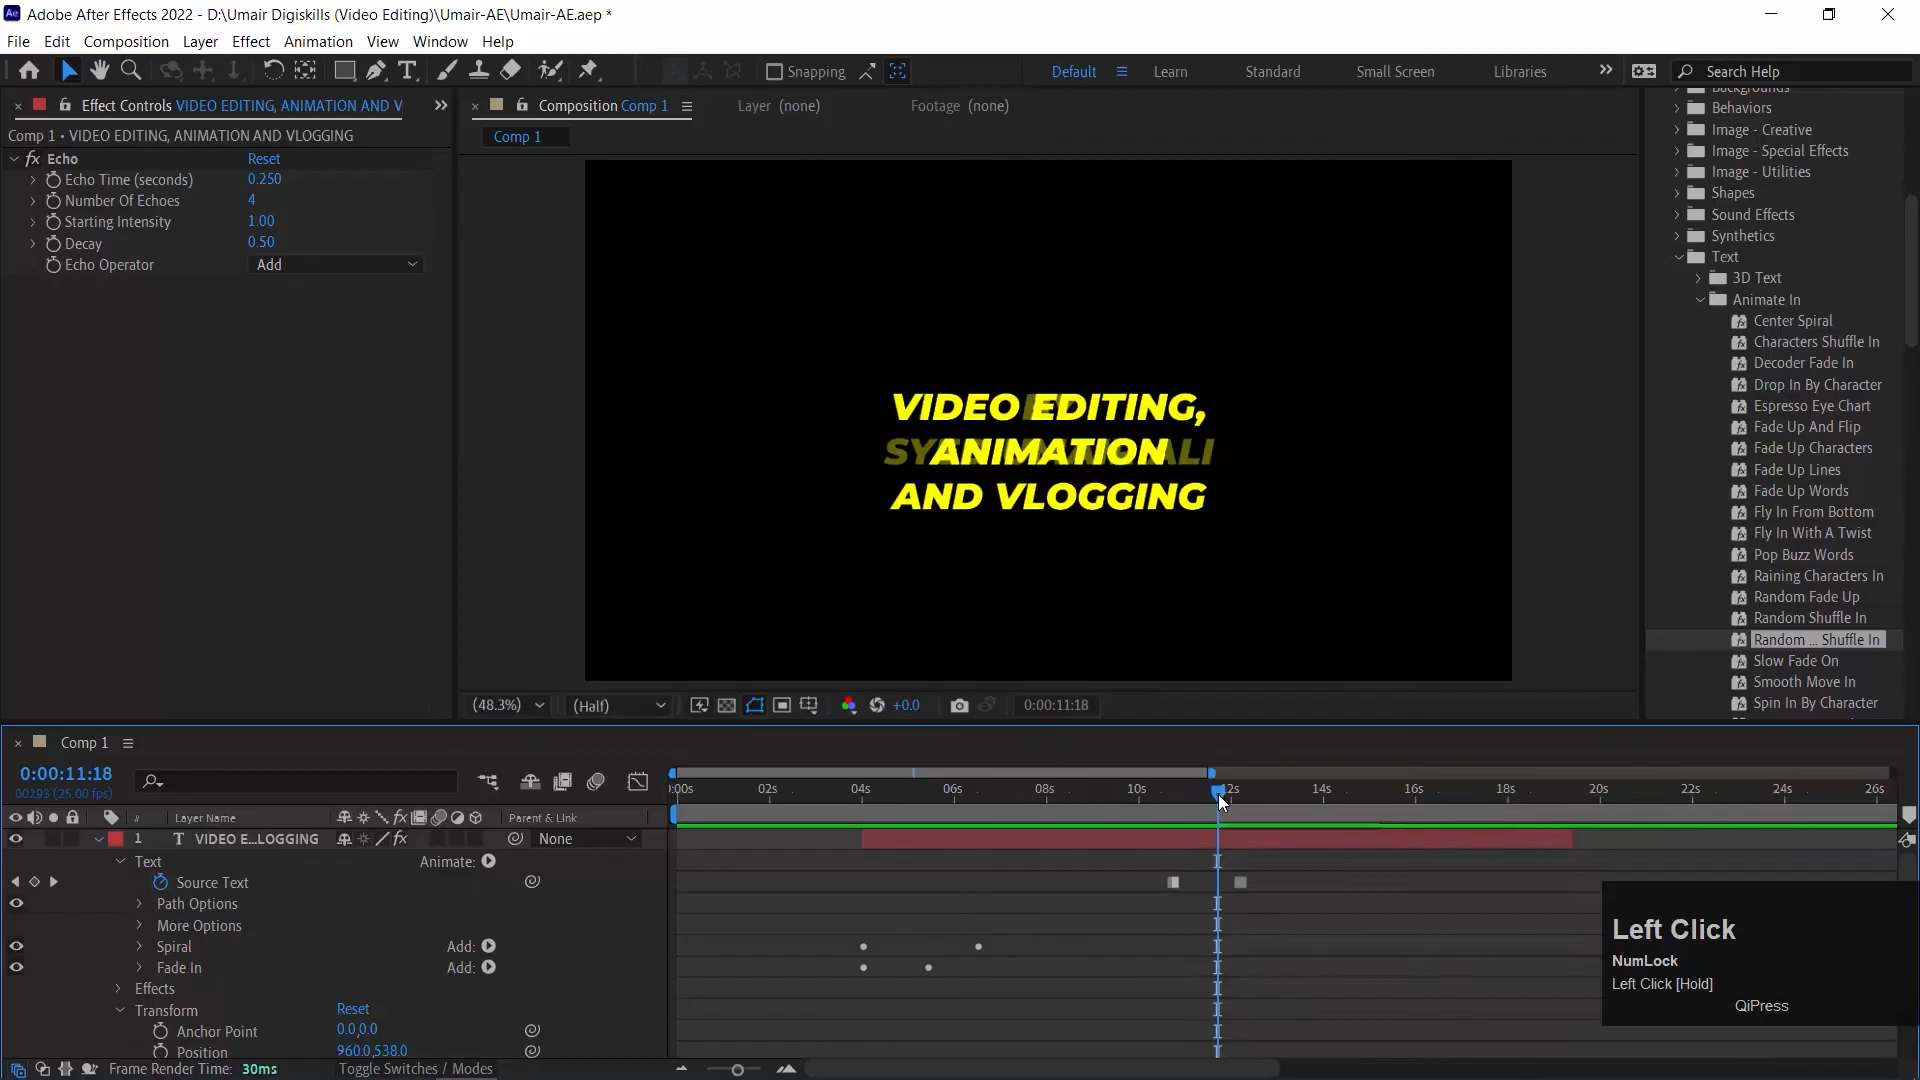 Adobe After Effects 2022 - D:\Umair Digiskills (Video Editing)\Umair-AE\Umair-AE.aep *
File Edit Composition Layer Effect Animation View Window Help
Snapping Default Learn Standard Small Screen Libraries Search Help
Effect Controls VIDEO EDITING, ANIMATION AND V
Composition Comp 1 Layer (none) Footage (none)
Comp 1 • VIDEO EDITING, ANIMATION AND VLOGGING
Comp 1
fx Echo Reset
Echo Time (seconds) 0.250
Number Of Echoes 4
Starting Intensity 1.00
Decay 0.50
Echo Operator Add
VIDEO EDITING,
ANIMATION
AND VLOGGING
(48.3%) (Half) +0.0 0:00:11:18
Backgrounds
Behaviors
Image - Creative
Image - Special Effects
Image - Utilities
Shapes
Sound Effects
Synthetics
Text
3D Text
Animate In
Center Spiral
Characters Shuffle In
Decoder Fade In
Drop In By Character
Espresso Eye Chart
Fade Up And Flip
Fade Up Characters
Fade Up Lines
Fade Up Words
Fly In From Bottom
Fly In With A Twist
Pop Buzz Words
Raining Characters In
Random Fade Up
Random Shuffle In
Random ... Shuffle In
Slow Fade On
Smooth Move In
Spin In By Character
Comp 1
0:00:11:18
00293 (25.00 fps)
:00s 02s 04s 06s 08s 10s 12s 14s 16s 18s 20s 22s 24s 26s
# Layer Name Parent & Link
1 T VIDEO E...LOGGING None
Text Animate:
Source Text
Path Options
More Options
Spiral Add:
Fade In Add:
Effects
Transform Reset
Anchor Point 0.0,0.0
Position 960.0,538.0
Frame Render Time: 30ms Toggle Switches / Modes
Left Click
NumLock
Left Click [Hold]
QiPress